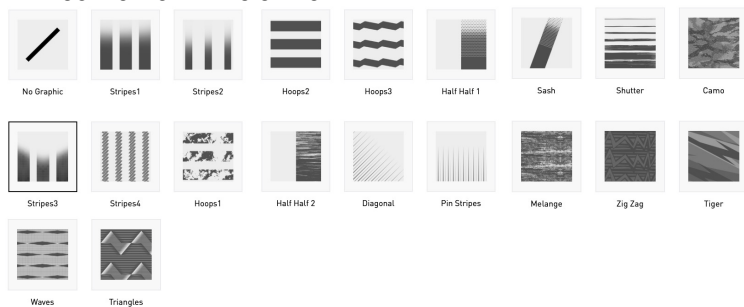 No Graphic Stripes1 Stripes2 Hoops2 Hoops3 Half Half 1 Sash Shutter Camo
Stripes3 Stripes4 Hoops1 Half Half 2 Diagonal Pin Stripes Melange Zig Zag Tiger
Waves Triangles